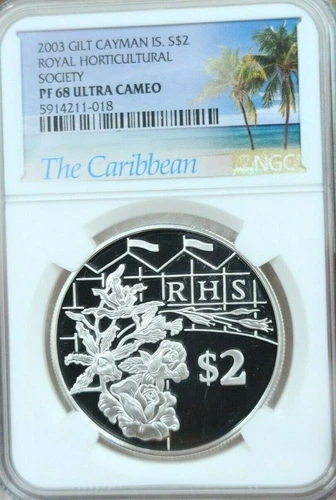 2003 GILT CAYMAN IS. S$2
ROYAL HORTICULTURAL
SOCIETY
PF 68 ULTRA CAMEO
5914211-018
The Caribbean
NGC
RHS
$2